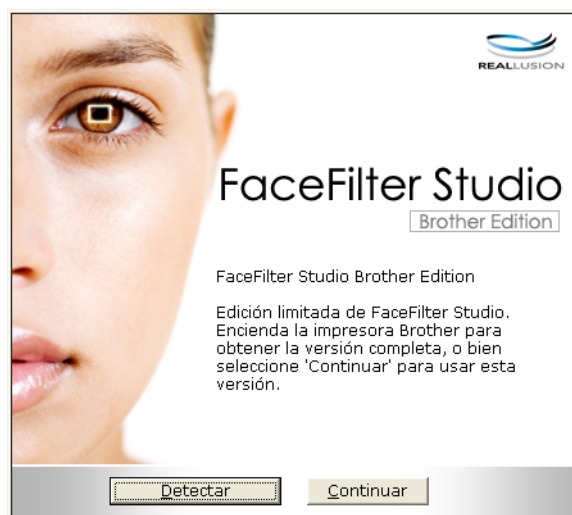 REALLUSION
FaceFilter Studio
Brother Edition
FaceFilter Studio Brother Edition
Edición limitada de FaceFilter Studio.
Encienda la impresora Brother para
obtener la versión completa, o bien
seleccione 'Continuar' para usar esta
versión.
Detectar
Continuar